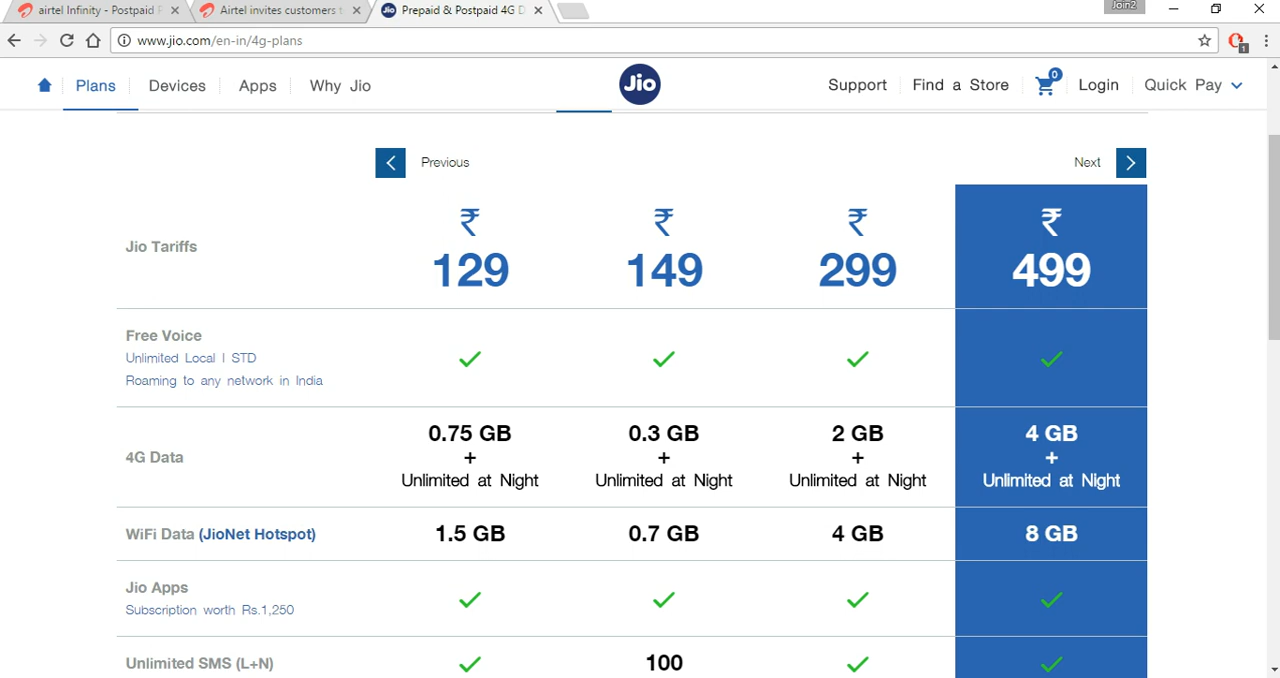 airtel Infinity - Postpaid P
Airtel invites customers t
Prepaid & Postpaid 4G D
Join2
www.jio.com/en-in/4g-plans
1
Plans
Devices
Apps
Why Jio
Jio
Support
Find a Store
0
Login
Quick Pay
Previous
Next
Jio Tariffs
₹ ₹ ₹ ₹
129 149 299 499
Free Voice
Unlimited Local | STD
Roaming to any network in India
4G Data
0.75 GB 0.3 GB 2 GB 4 GB
+ + + +
Unlimited at Night Unlimited at Night Unlimited at Night Unlimited at Night
WiFi Data (JioNet Hotspot) 1.5 GB 0.7 GB 4 GB 8 GB
Jio Apps
Subscription worth Rs.1,250
Unlimited SMS (L+N) 100